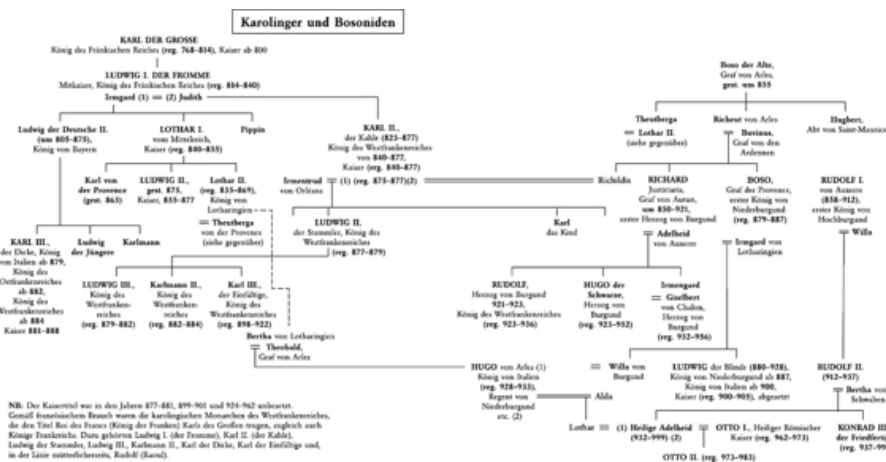 Karolinger und Bosoniden
KARL DER GROSSE
König des Fränkischen Reiches (reg. 768–814), Kaiser ab 800
LUDWIG I. DER FROMME
Mitkaiser, König des Fränkischen Reiches (reg. 814–840)
Irmgard (1) = (2) Judith
Boso der Alte,
Graf von Arles,
gest. um 855
Ludwig der Deutsche II.
(um 805–875),
König von Bayern
LOTHAR I.
vom Mittelreich,
Kaiser (reg. 840–855)
Pippin
KARL II.,
der Kahle (823–877)
König des Westfrankenreiches
von 840–877,
Kaiser (reg. 840–877)
Theutberga
= Lothar II.
(siehe gegenüber)
Richeut von Arles
= Buvinus,
Graf von den
Ardennen
Hugbert,
Abt von Saint-Maurice
Karl von
der Provence
(gest. 863)
LUDWIG II.,
gest. 875,
Kaiser, 855–877
Lothar II.
(reg. 835–869),
König von
Lotharingien
= Theutberga
von der Provence
(siehe gegenüber)
Irmentrud
von Orléans
= (1) (reg. 875–877)(2)
Richildis
RICHARD
Justiciaris,
Graf von Autun,
um 850–921,
erster Herzog von Burgund
= Adelheid
von Auxerre
BOSO,
Graf der Provence,
erster König von
Niederburgund
(reg. 879–887)
= Irmgard von
Lotharingien
RUDOLF I.
von Auxerre
(858–912),
erster König von
Hochburgund
= Willa
LUDWIG II,
der Stammler, König des
Westfrankenreiches
(reg. 877–879)
Karl
das Kind
KARL III.,
der Dicke, König
von Italien ab 879,
König des
Ostfrankenreiches
ab 882,
König des
Westfrankenreiches
ab 884
Kaiser 881–888
Ludwig
der Jüngere
Karlmann
LUDWIG III.,
König des
Westfranken-
reiches
(reg. 879–882)
Karlmann II.,
König des
Westfranken-
reiches
(reg. 882–884)
Karl III.,
der Einfältige,
König des
Westfrankenreiches
(reg. 898–922)
RUDOLF,
Herzog von Burgund
921–923,
König des Westfrankenreiches
(reg. 923–936)
HUGO der
Schwarze,
Herzog von
Burgund
(reg. 923–952)
Irmengard
= Giselbert
von Chalon,
Herzog von
Burgund
(reg. 952–956)
Bertha von Lotharingien
= Theobald,
Graf von Arles
HUGO von Arles (1)
König von Italien
(reg. 928–933),
Regent von
Niederburgund
etc. (2)
= Willa von
Burgund
= Alda
LUDWIG der Blinde (880–928),
König von Niederburgund ab 887,
König von Italien ab 900,
Kaiser (reg. 900–905), abgesetzt
RUDOLF II.
(912–937)
= Bertha von
Schwaben
Lothar = (1) Heilige Adelheid
(932–999) (2)
= OTTO I., Heiliger Römischer
Kaiser (reg. 962–973)
KONRAD III
der Friedfertige
(reg. 937–99
OTTO II. (reg. 973–983)
NB: Der Kaisertitel war in den Jahren 877–881, 899–901 und 924–962 unbesetzt.
Gemäß französischem Brauch waren die karolingischen Monarchen des Westfrankenreiches,
die den Titel Roi des Francs (König der Franken) Karls des Großen trugen, zugleich auch
Könige Frankreichs. Dazu gehörten Ludwig I. (der Fromme), Karl II. (der Kahle),
Ludwig der Stammler, Ludwig III., Karlmann II., Karl der Dicke, Karl der Einfältige und,
in der Linie mütterlicherseits, Rudolf (Raoul).